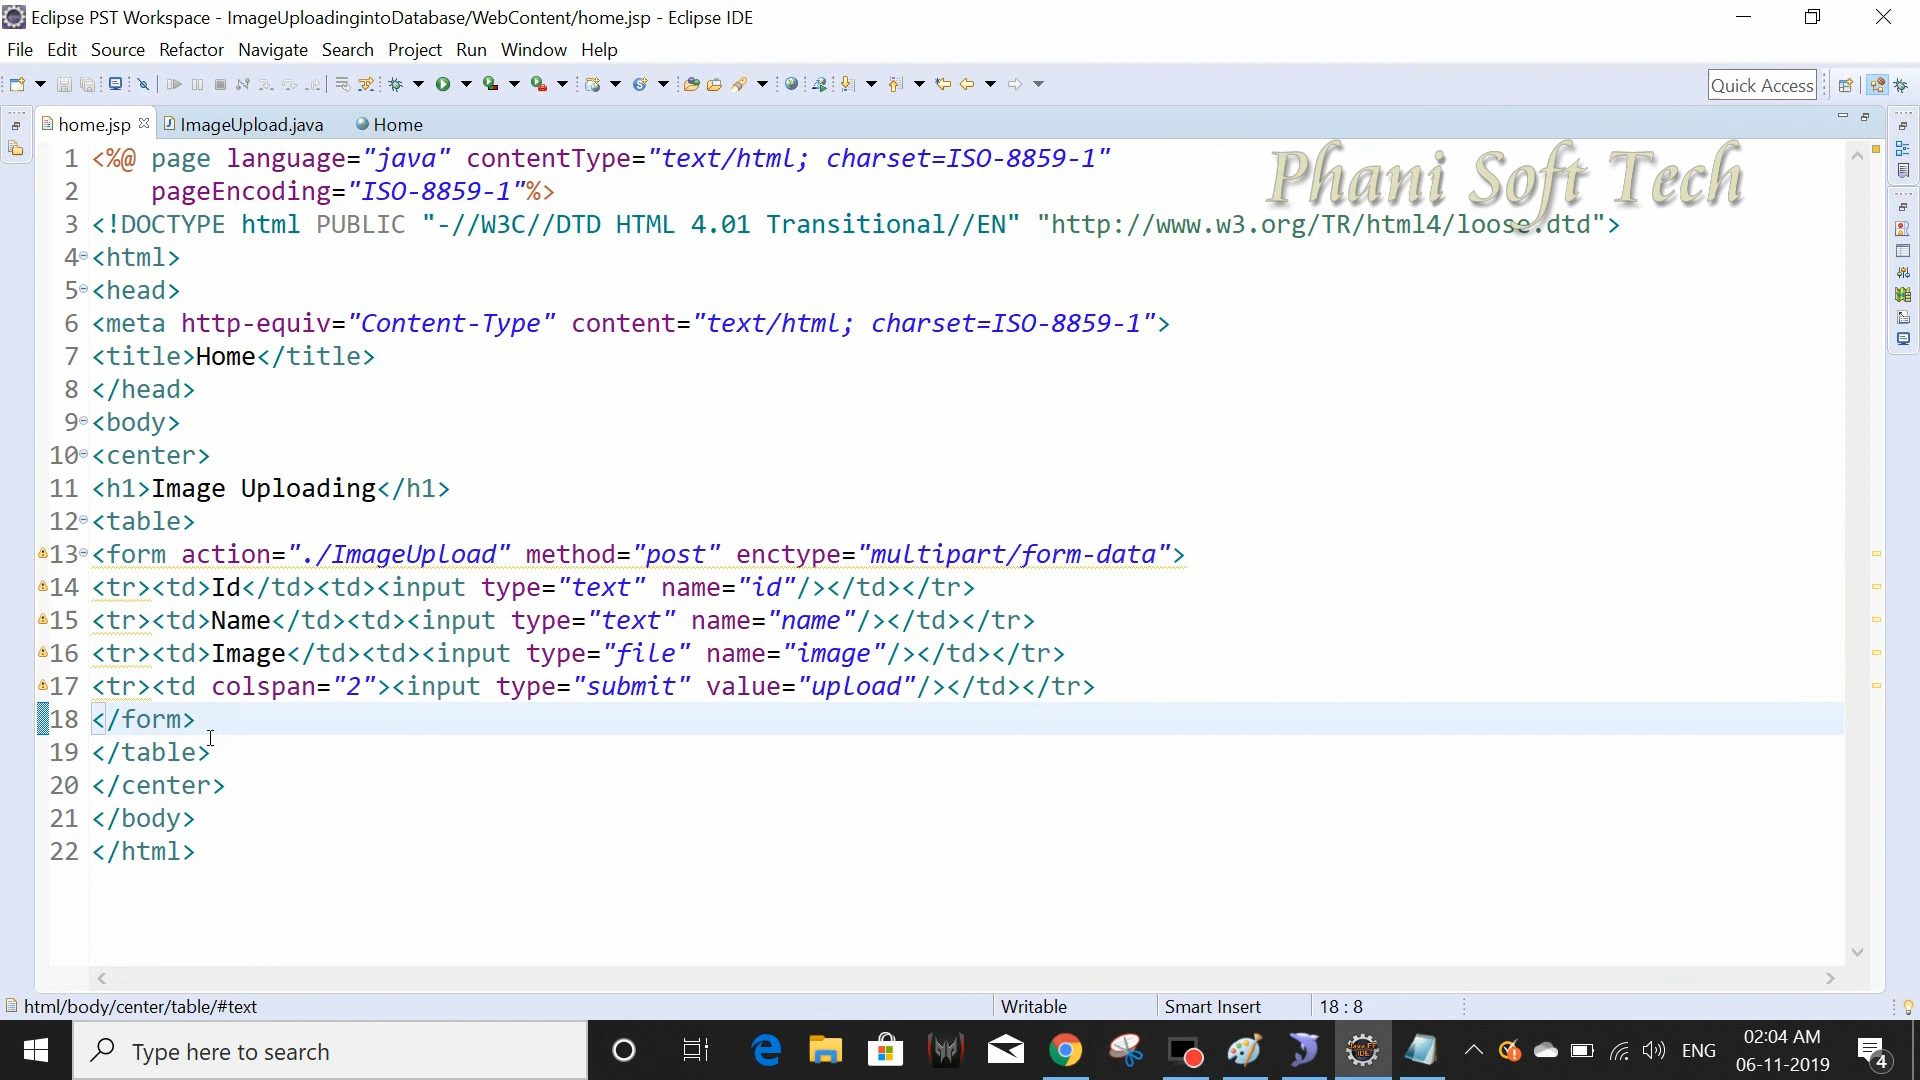 Eclipse PST Workspace - ImageUploadingintoDatabase/WebContent/home.jsp - Eclipse IDE
File Edit Source Refactor Navigate Search Project Run Window Help
Quick Access
home.jsp ImageUpload.java Home
Phani Soft Tech
1 <%@ page language="java" contentType="text/html; charset=ISO-8859-1"
2 pageEncoding="ISO-8859-1"%>
3 <!DOCTYPE html PUBLIC "-//W3C//DTD HTML 4.01 Transitional//EN" "http://www.w3.org/TR/html4/loose.dtd">
4 <html>
5 <head>
6 <meta http-equiv="Content-Type" content="text/html; charset=ISO-8859-1">
7 <title>Home</title>
8 </head>
9 <body>
10 <center>
11 <h1>Image Uploading</h1>
12 <table>
13 <form action="./ImageUpload" method="post" enctype="multipart/form-data">
14 <tr><td>Id</td><td><input type="text" name="id"/></td></tr>
15 <tr><td>Name</td><td><input type="text" name="name"/></td></tr>
16 <tr><td>Image</td><td><input type="file" name="image"/></td></tr>
17 <tr><td colspan="2"><input type="submit" value="upload"/></td></tr>
18 </form>
19 </table>
20 </center>
21 </body>
22 </html>
html/body/center/table/#text Writable Smart Insert 18 : 8
Type here to search
ENG
02:04 AM
06-11-2019
4